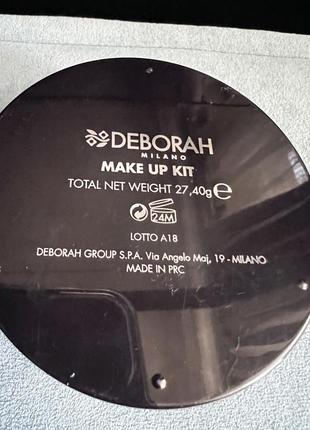 DEBORAH
MILANO
MAKE UP KIT
TOTAL NET WEIGHT 27,40g e
24M
LOTTO A18
DEBORAH GROUP S.P.A. Via Angelo Maj, 19 - MILANO
MADE IN PRC